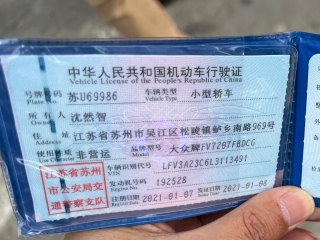 中华人民共和国机动车行驶证
Vehicle License of the People's Republic of China
号牌号码 苏U69986 车辆类型 小型轿车
Plate No. Vehicle Type
所有人 沈然智
住址 江苏省苏州市吴江区松陵镇鲈乡南路969号
使用性质 非营运 品牌型号 大众牌FV7207FBDCG
Use Character
江苏省苏州市公安局交通警察支队
车辆识别代号 LFV3A23C6L3113491
VIN
发动机号码 192528
Engine No.
注册日期 2021-01-07 发证日期 2021-01-08